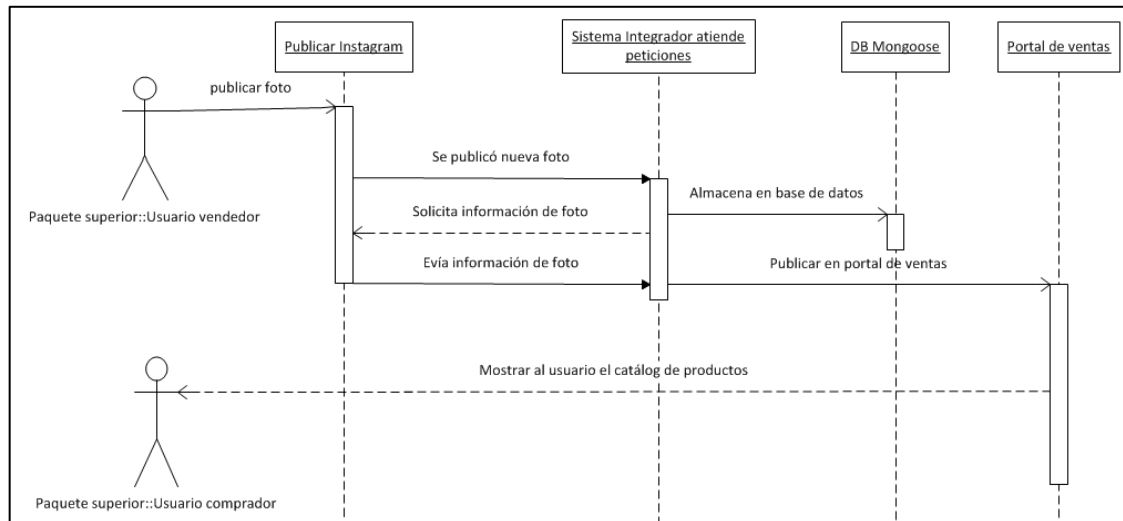 Publicar Instagram
Sistema Integrador atiende
peticiones
DB Mongoose
Portal de ventas
publicar foto
Se publicó nueva foto
Almacena en base de datos
Paquete superior::Usuario vendedor
Solicita información de foto
Evía información de foto
Publicar en portal de ventas
Mostrar al usuario el catálog de productos
Paquete superior::Usuario comprador